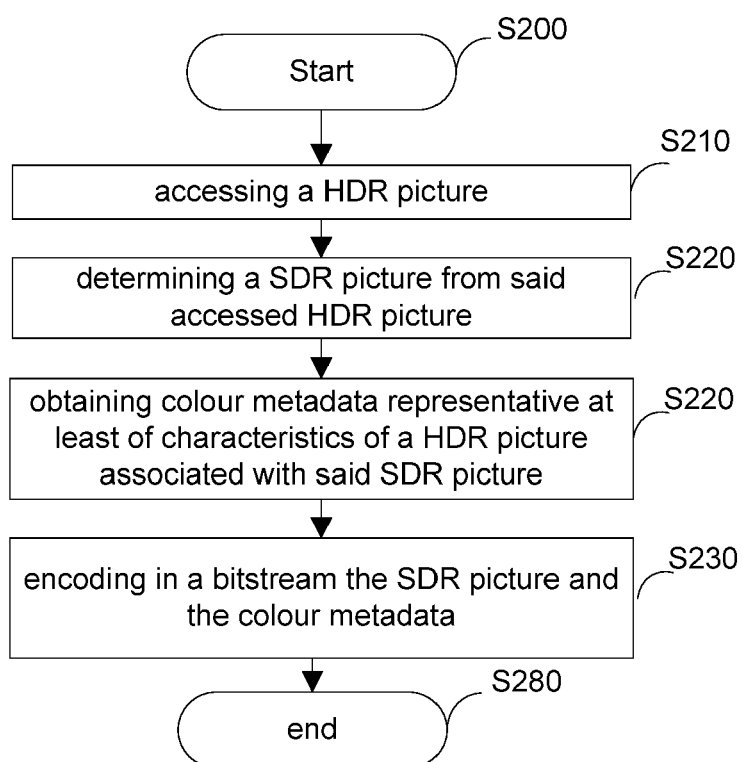 S200
Start
S210
accessing a HDR picture
S220
determining a SDR picture from said
accessed HDR picture
S220
obtaining colour metadata representative at
least of characteristics of a HDR picture
associated with said SDR picture
S230
encoding in a bitstream the SDR picture and
the colour metadata
S280
end